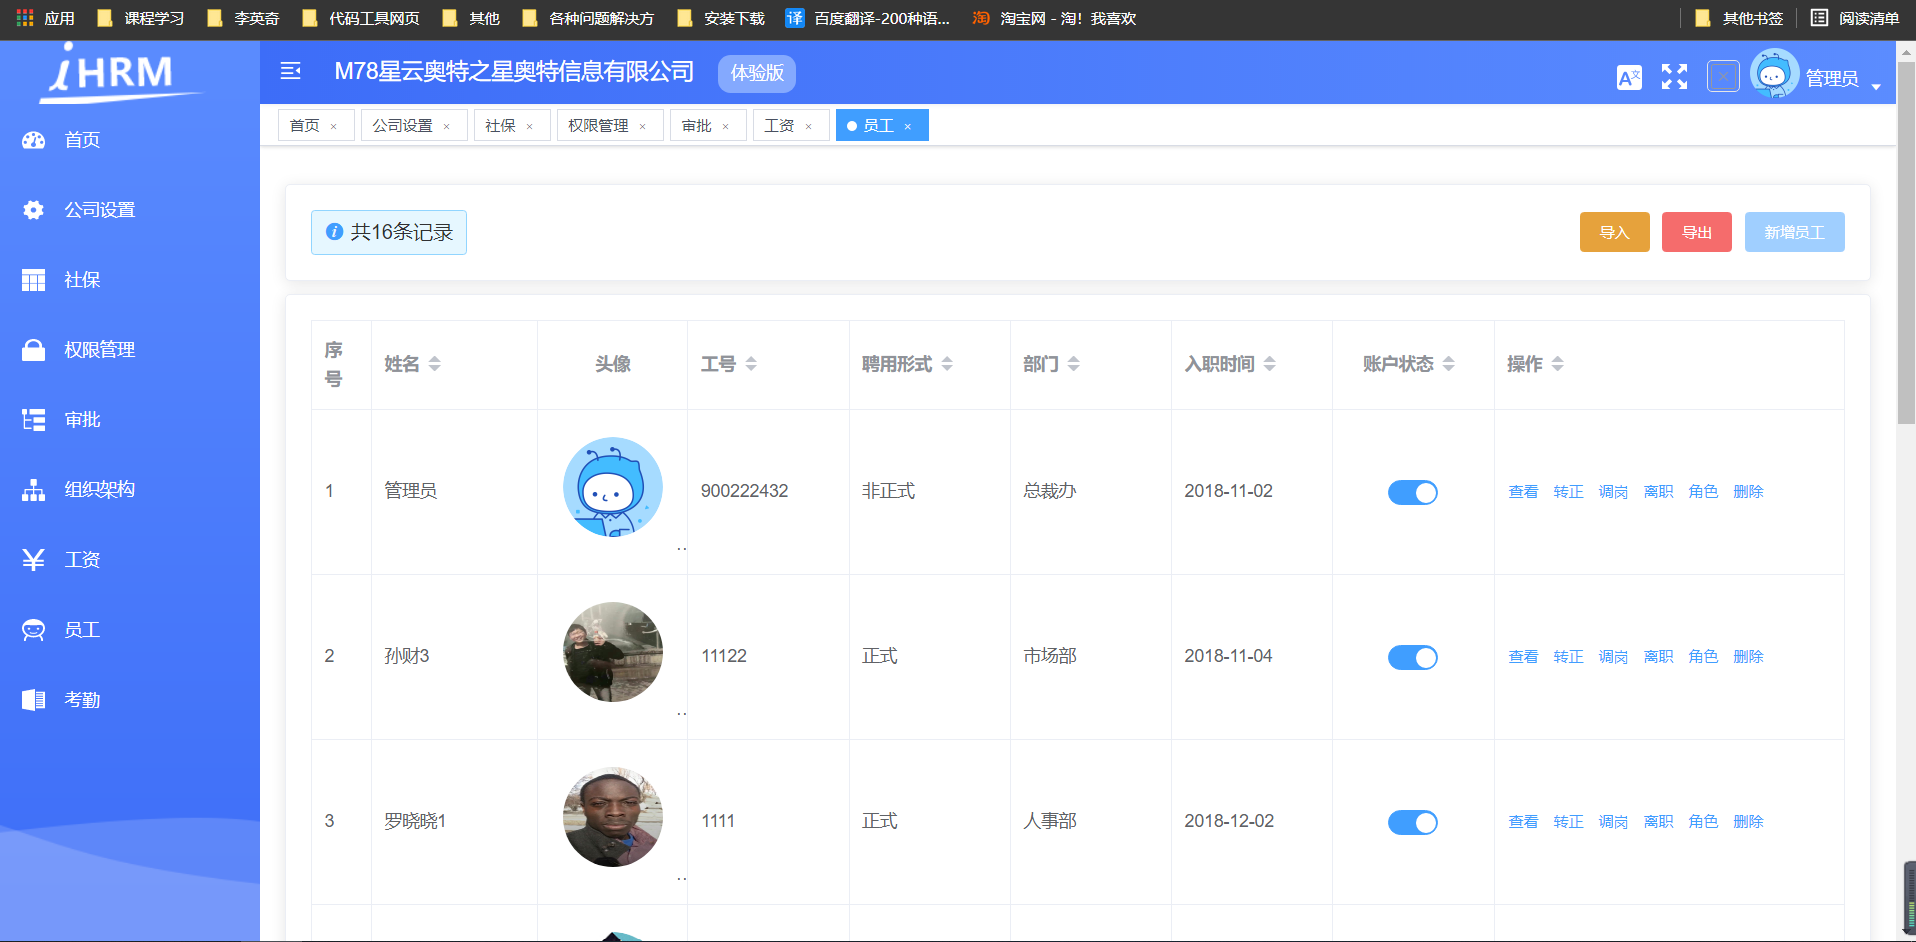 应用 课程学习 李英奇 代码工具网页 其他 各种问题解决方 安装下载 译 百度翻译-200种语... 淘 淘宝网 - 淘！我喜欢 其他书签 阅读清单
iHRM
M78星云奥特之星奥特信息有限公司 体验版 A文 管理员
首页 × 公司设置 × 社保 × 权限管理 × 审批 × 工资 × 员工 ×
首页
公司设置
社保
权限管理
审批
组织架构
工资
员工
考勤
共16条记录 导入 导出 新增员工
序号 姓名 头像 工号 聘用形式 部门 入职时间 账户状态 操作
1 管理员 .. 900222432 非正式 总裁办 2018-11-02 查看 转正 调岗 离职 角色 删除
2 孙财3 .. 11122 正式 市场部 2018-11-04 查看 转正 调岗 离职 角色 删除
3 罗晓晓1 .. 1111 正式 人事部 2018-12-02 查看 转正 调岗 离职 角色 删除